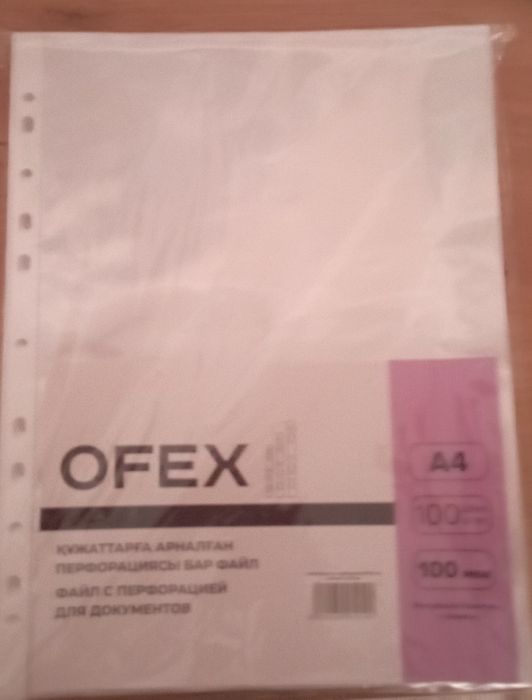 OFEX
ҚҰЖАТТАРҒА АРНАЛҒАН
ПЕРФОРАЦИЯСЫ БАР ФАЙЛ
ФАЙЛ С ПЕРФОРАЦИЕЙ
ДЛЯ ДОКУМЕНТОВ
A4
100
100 мкм